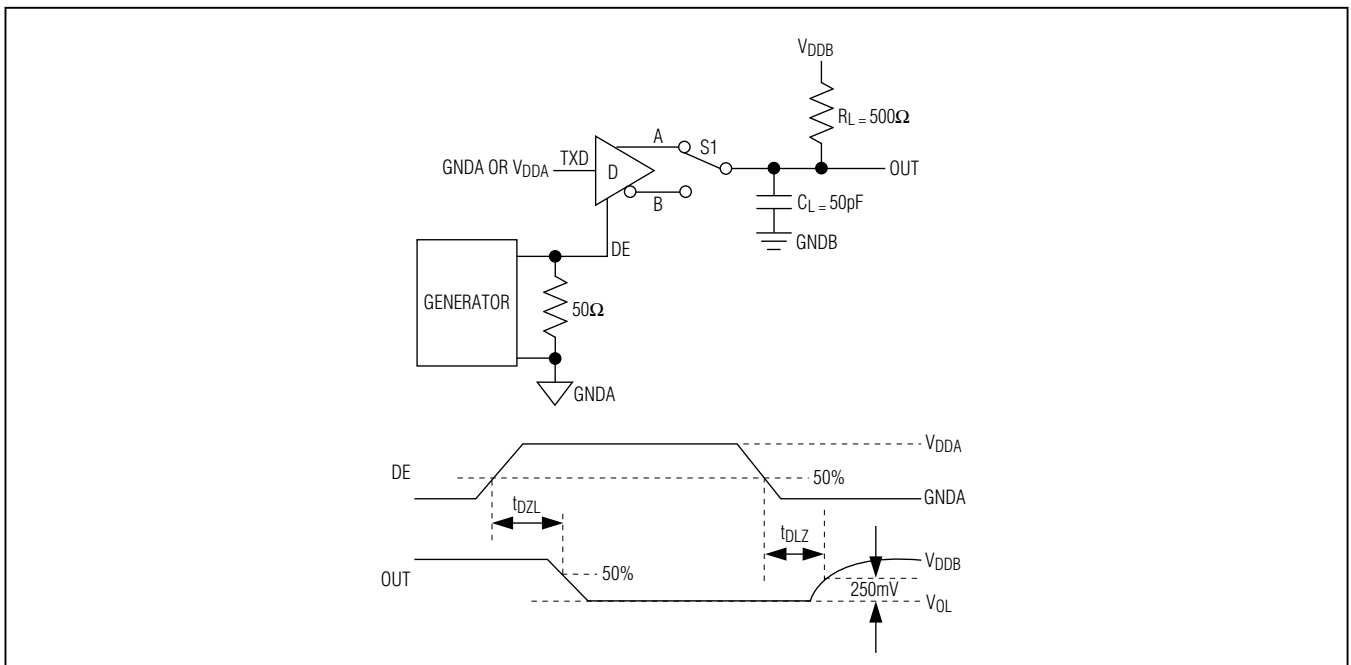 VDDB
RL = 500Ω
A
S1
GNDA OR VDDA
TXD
D
OUT
B
CL = 50pF
GNDB
DE
GENERATOR
50Ω
GNDA
VDDA
DE
50%
GNDA
tDZL
tDLZ
VDDB
OUT
50%
250mV
VOL